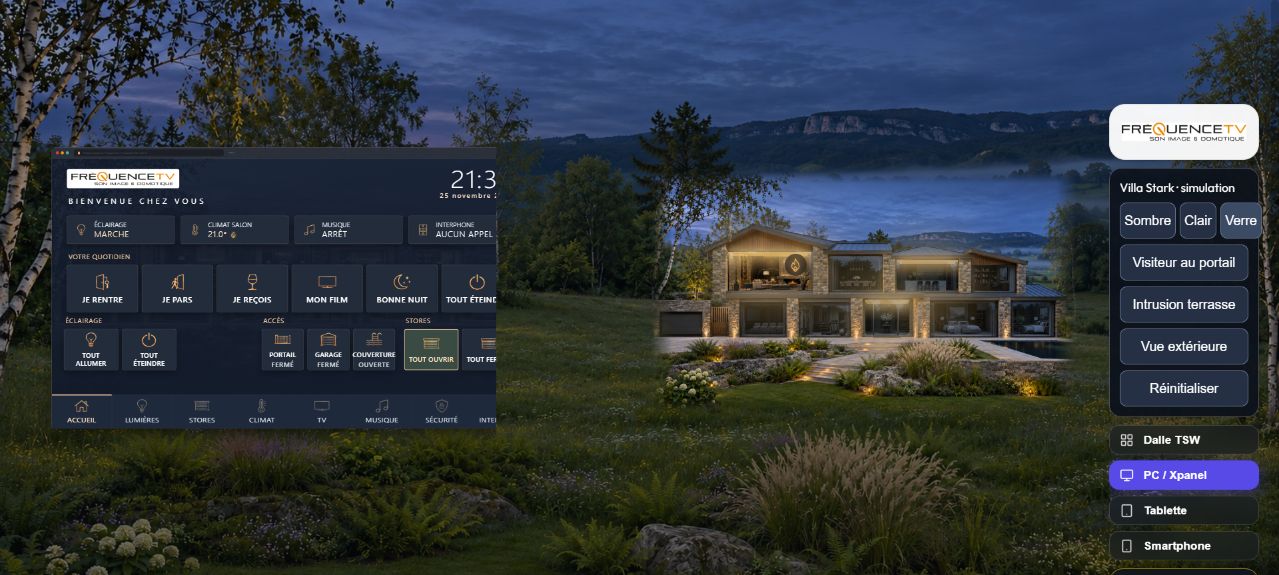 FREQUENCETV
SON IMAGE & DOMOTIQUE
21:3
25 novembre 2
BIENVENUE CHEZ VOUS
ÉCLAIRAGE
MARCHE
CLIMAT SALON
21.0°
MUSIQUE
ARRÊT
INTERPHONE
AUCUN APPEL
VOTRE QUOTIDIEN
JE RENTRE
JE PARS
JE REÇOIS
MON FILM
BONNE NUIT
TOUT ÉTEIND
ÉCLAIRAGE
ACCÈS
STORES
TOUT
ALLUMER
TOUT
ÉTEINDRE
PORTAIL
FERMÉ
GARAGE
FERMÉ
COUVERTURE
OUVERTE
TOUT OUVRIR
TOUT FER
ACCUEIL
LUMIÈRES
STORES
CLIMAT
TV
MUSIQUE
SÉCURITÉ
INTE
FREQUENCETV
SON IMAGE & DOMOTIQUE
Villa Stark · simulation
Sombre
Clair
Verre
Visiteur au portail
Intrusion terrasse
Vue extérieure
Réinitialiser
Dalle TSW
PC / Xpanel
Tablette
Smartphone